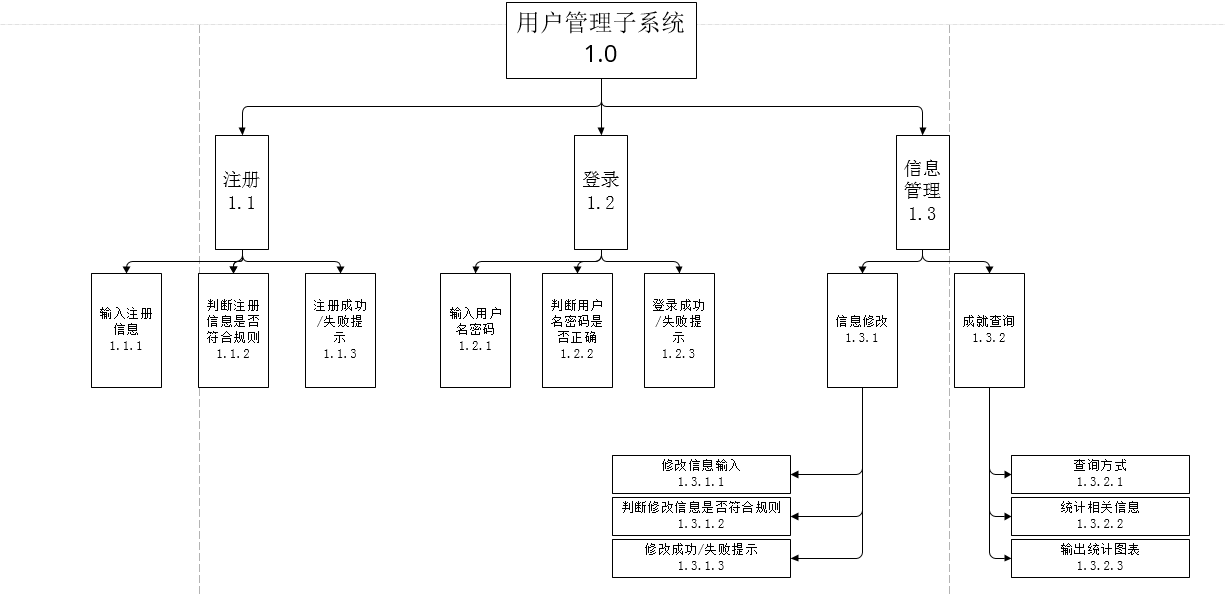 用户管理子系统
1.0
注册
1.1
登录
1.2
信息
管理
1.3
输入注册
信息
1.1.1
判断注册
信息是否
符合规则
1.1.2
注册成功
/失败提
示
1.1.3
输入用户
名密码
1.2.1
判断用户
名密码是
否正确
1.2.2
登录成功
/失败提
示
1.2.3
信息修改
1.3.1
成就查询
1.3.2
修改信息输入
1.3.1.1
判断修改信息是否符合规则
1.3.1.2
修改成功/失败提示
1.3.1.3
查询方式
1.3.2.1
统计相关信息
1.3.2.2
输出统计图表
1.3.2.3